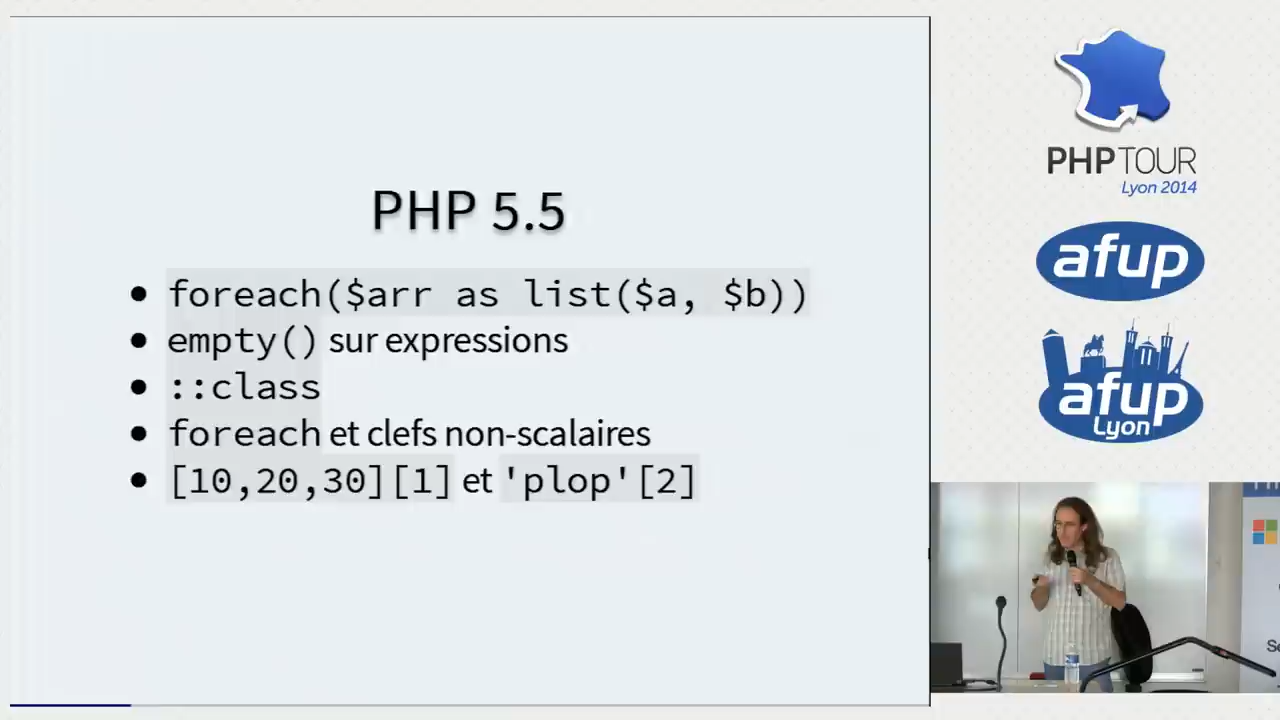 PHP 5.5
foreach($arr as list($a, $b))
empty() sur expressions
::class
foreach et clefs non-scalaires
[10,20,30][1] et 'plop'[2]
PHPTOUR
Lyon 2014
afup
afup
Lyon